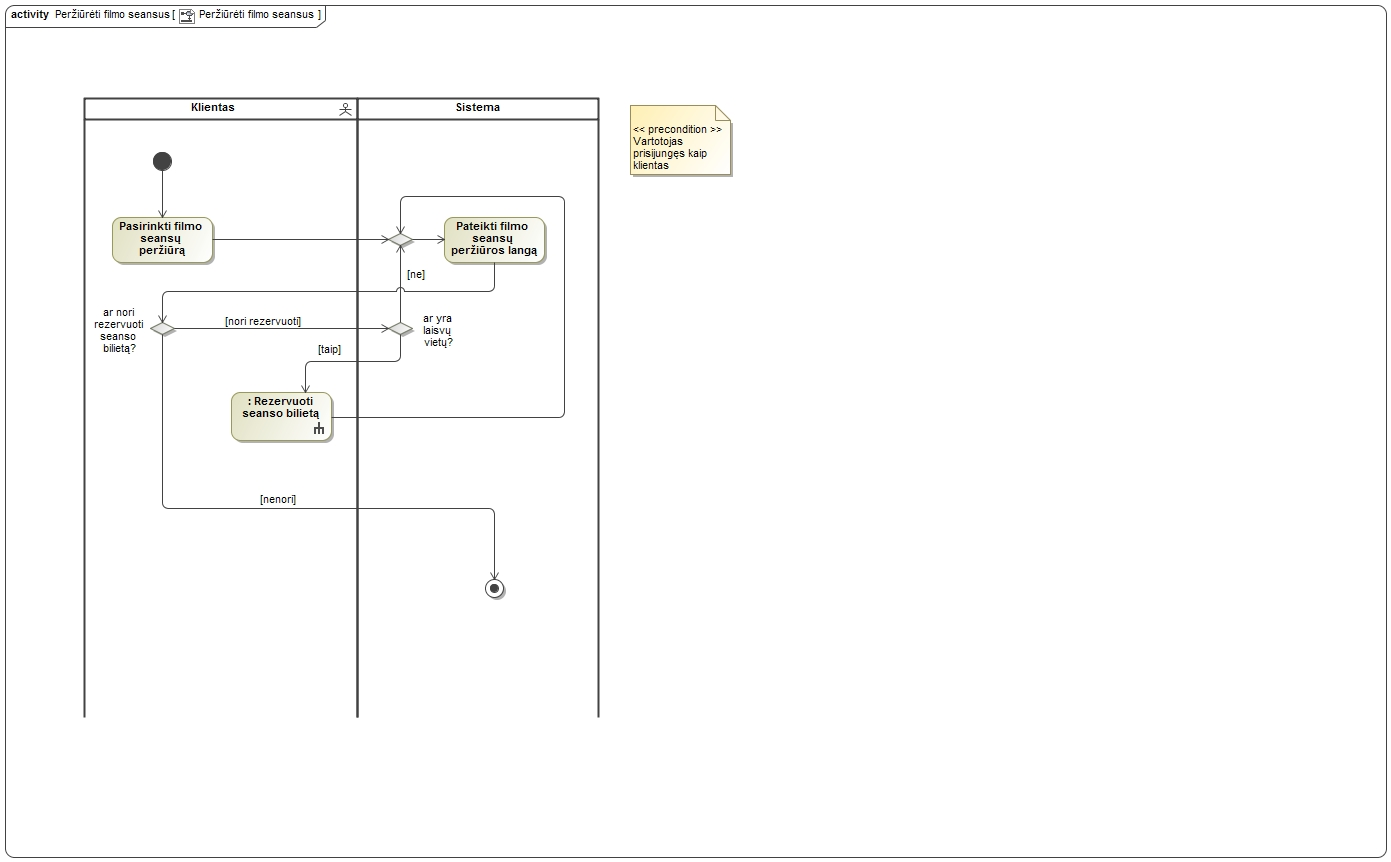 activity Peržiūrėti filmo seansus [ Peržiūrėti filmo seansus ]
Klientas
Sistema
<< precondition >>
Vartotojas
prisijungęs kaip
klientas
Pasirinkti filmo
seansų
peržiūrą
Pateikti filmo
seansų
peržiūros langą
[ne]
ar nori
rezervuoti
seanso
bilietą?
[nori rezervuoti]
ar yra
laisvų
vietų?
[taip]
: Rezervuoti
seanso bilietą
[nenori]